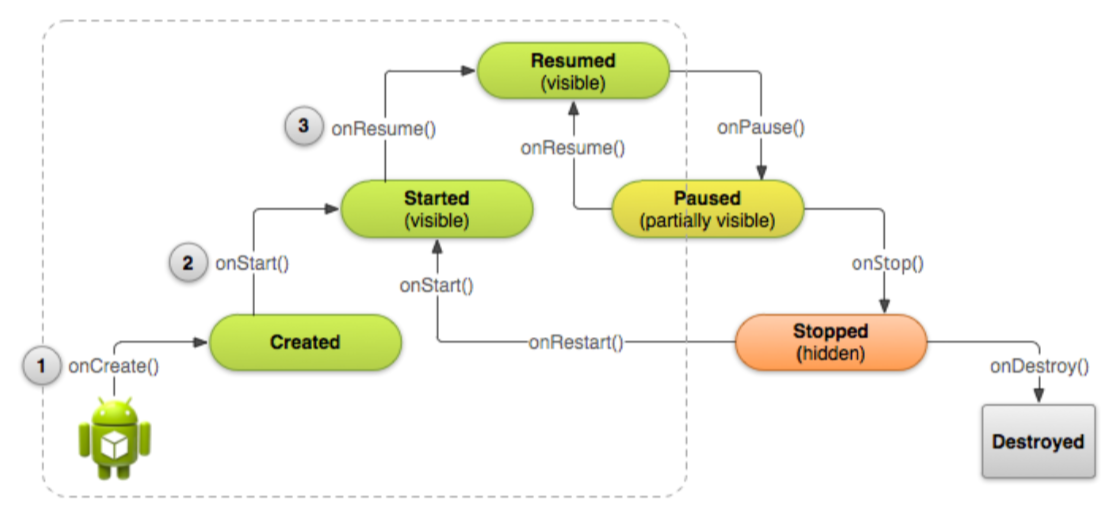 Resumed
(visible)
3
onResume()
onPause()
onResume()
Started
(visible)
Paused
(partially visible)
2
onStart()
onStop()
onStart()
Created
onRestart()
Stopped
(hidden)
1
onCreate()
onDestroy()
Destroyed